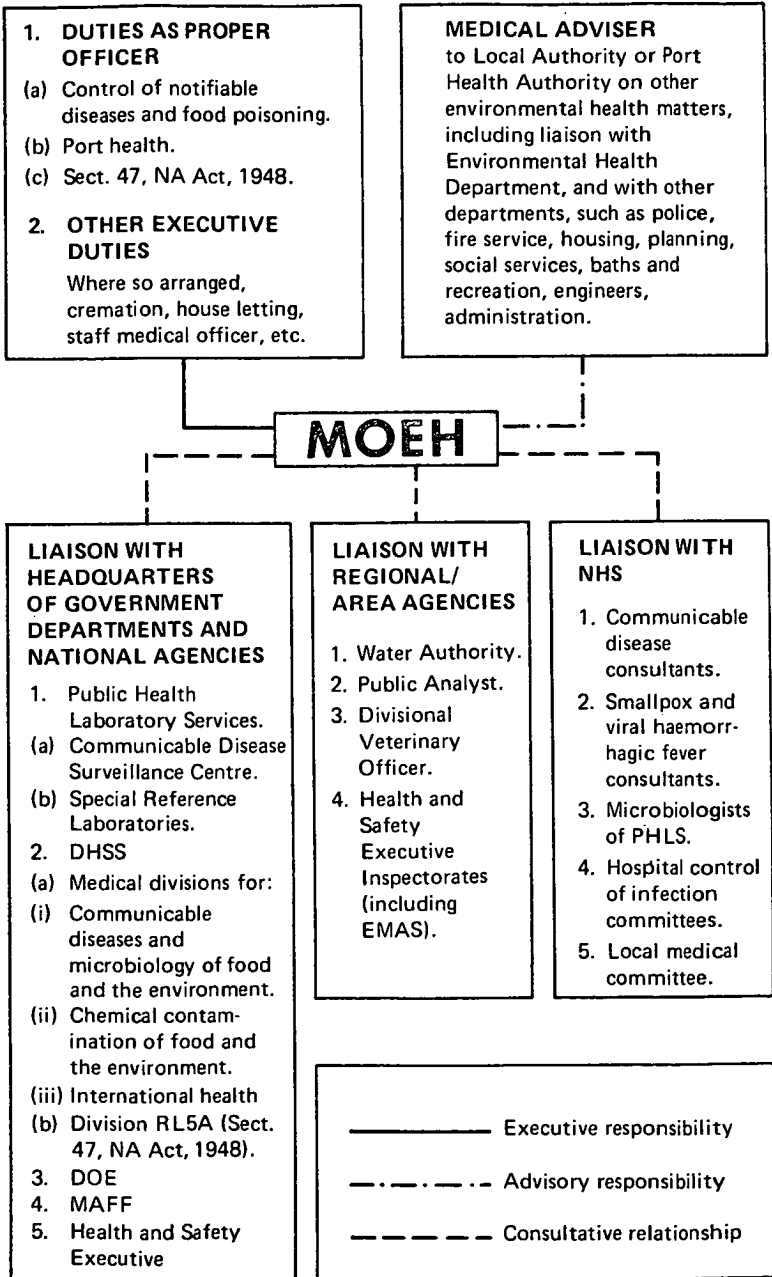 1. DUTIES AS PROPER
OFFICER
(a) Control of notifiable
diseases and food poisoning.
(b) Port health.
(c) Sect. 47, NA Act, 1948.
2. OTHER EXECUTIVE
DUTIES
Where so arranged,
cremation, house letting,
staff medical officer, etc.
MEDICAL ADVISER
to Local Authority or Port
Health Authority on other
environmental health matters,
including liaison with
Environmental Health
Department, and with other
departments, such as police,
fire service, housing, planning,
social services, baths and
recreation, engineers,
administration.
MOEH
LIAISON WITH
HEADQUARTERS
OF GOVERNMENT
DEPARTMENTS AND
NATIONAL AGENCIES
1. Public Health
Laboratory Services.
(a) Communicable Disease
Surveillance Centre.
(b) Special Reference
Laboratories.
2. DHSS
(a) Medical divisions for:
(i) Communicable
diseases and
microbiology of food
and the environment.
(ii) Chemical contam-
ination of food and
the environment.
(iii) International health
(b) Division RL5A (Sect.
47, NA Act, 1948).
3. DOE
4. MAFF
5. Health and Safety
Executive
LIAISON WITH
REGIONAL/
AREA AGENCIES
1. Water Authority.
2. Public Analyst.
3. Divisional
Veterinary
Officer.
4. Health and
Safety
Executive
Inspectorates
(including
EMAS).
LIAISON WITH
NHS
1. Communicable
disease
consultants.
2. Smallpox and
viral haemorr-
hagic fever
consultants.
3. Microbiologists
of PHLS.
4. Hospital control
of infection
committees.
5. Local medical
committee.
Executive responsibility
Advisory responsibility
Consultative relationship